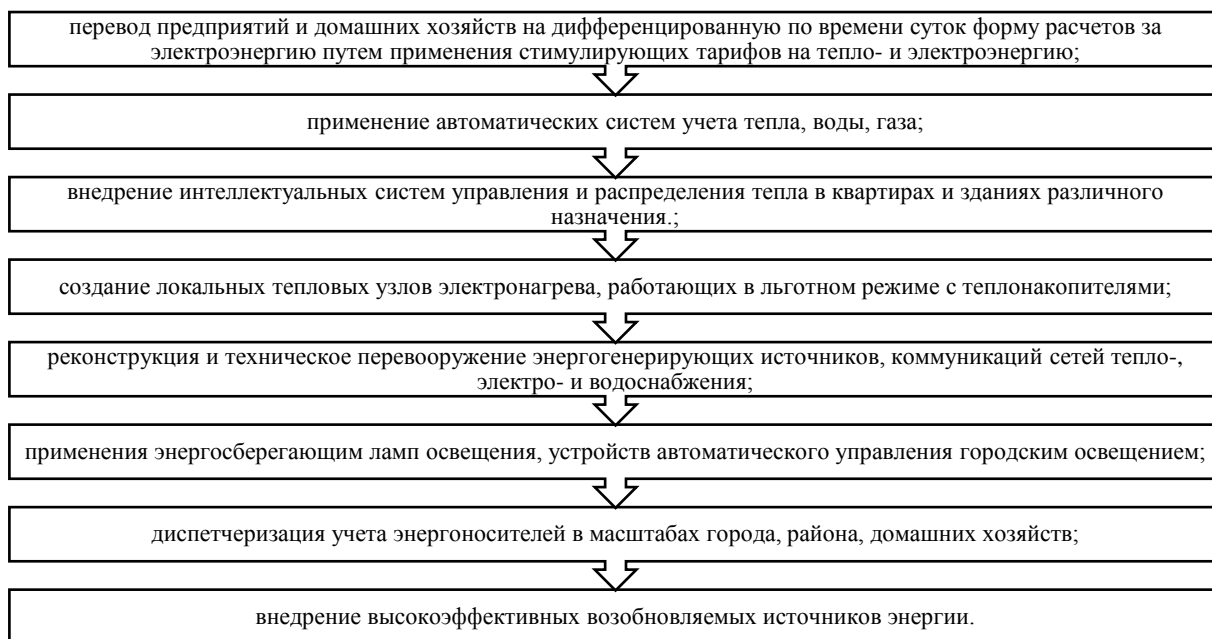 перевод предприятий и домашних хозяйств на дифференцированную по времени суток форму расчетов за
электроэнергию путем применения стимулирующих тарифов на тепло- и электроэнергию;
применение автоматических систем учета тепла, воды, газа;
внедрение интеллектуальных систем управления и распределения тепла в квартирах и зданиях различного
назначения.;
создание локальных тепловых узлов электронагрева, работающих в льготном режиме с теплонакопителями;
реконструкция и техническое перевооружение энергогенерирующих источников, коммуникаций сетей тепло-,
электро- и водоснабжения;
применения энергосберегающим ламп освещения, устройств автоматического управления городским освещением;
диспетчеризация учета энергоносителей в масштабах города, района, домашних хозяйств;
внедрение высокоэффективных возобновляемых источников энергии.